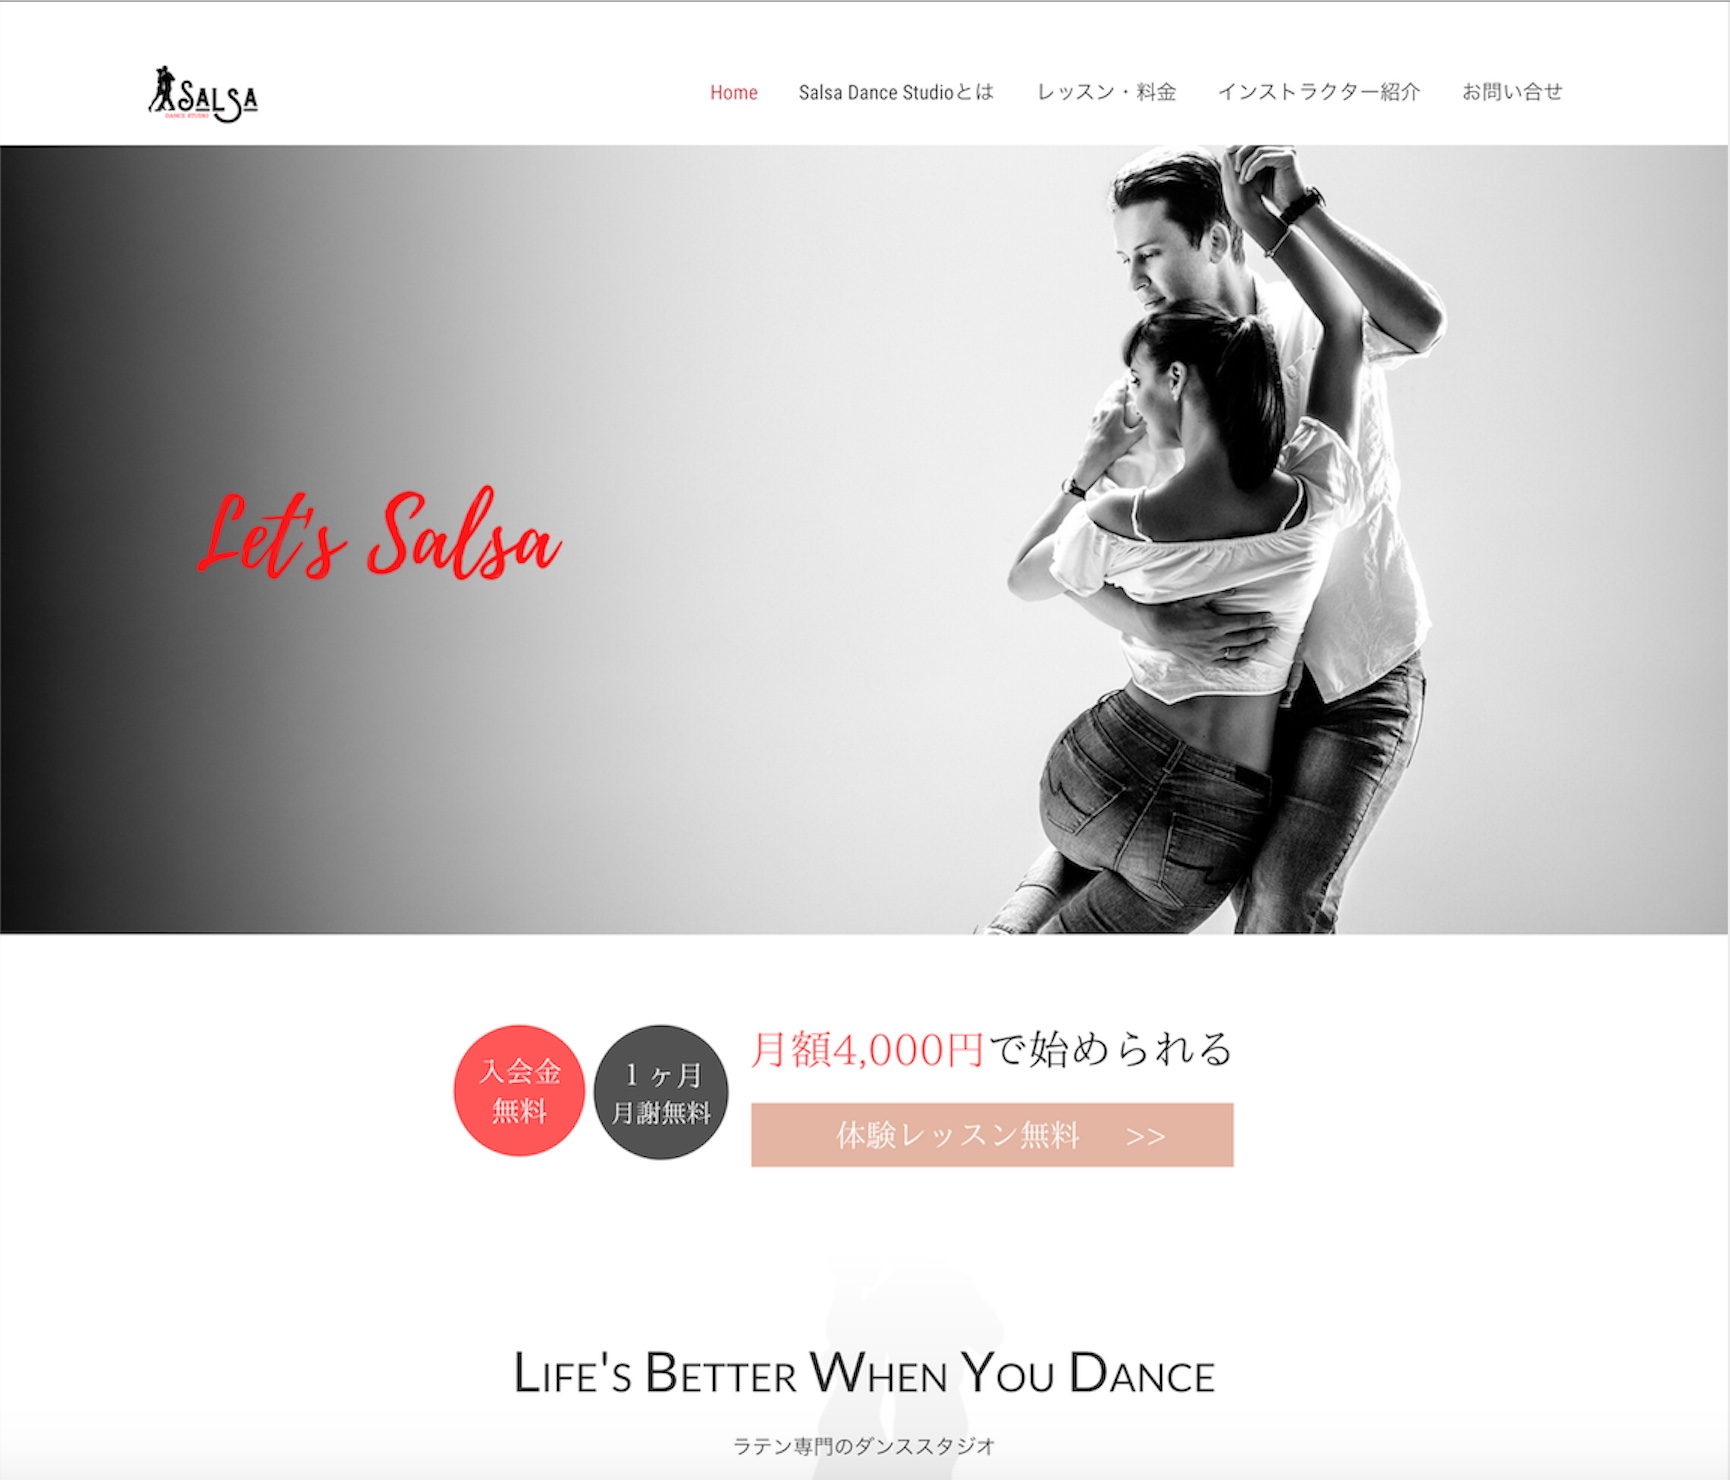 SALSA
DANCE STUDIO
Home
Salsa Dance Studioとは
レッスン・料金
インストラクター紹介
お問い合せ
Let's Salsa
入会金
無料
1ヶ月
月謝無料
月額4,000円で始められる
体験レッスン無料 >>
LIFE'S BETTER WHEN YOU DANCE
ラテン専門のダンススタジオ